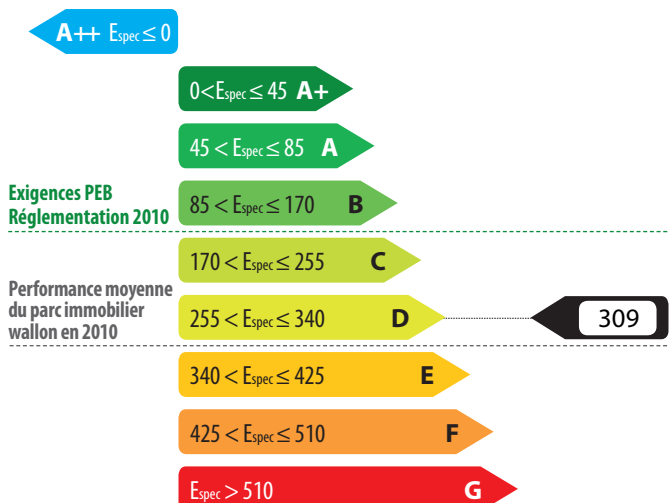 A++ Espec ≤ 0
0<Espec ≤ 45 A+
45 < Espec ≤ 85 A
Exigences PEB
Réglementation 2010
85 < Espec ≤ 170 B
170 < Espec ≤ 255 C
Performance moyenne
du parc immobilier
wallon en 2010
255 < Espec ≤ 340 D
309
340 < Espec ≤ 425 E
425 < Espec ≤ 510 F
Espec > 510 G